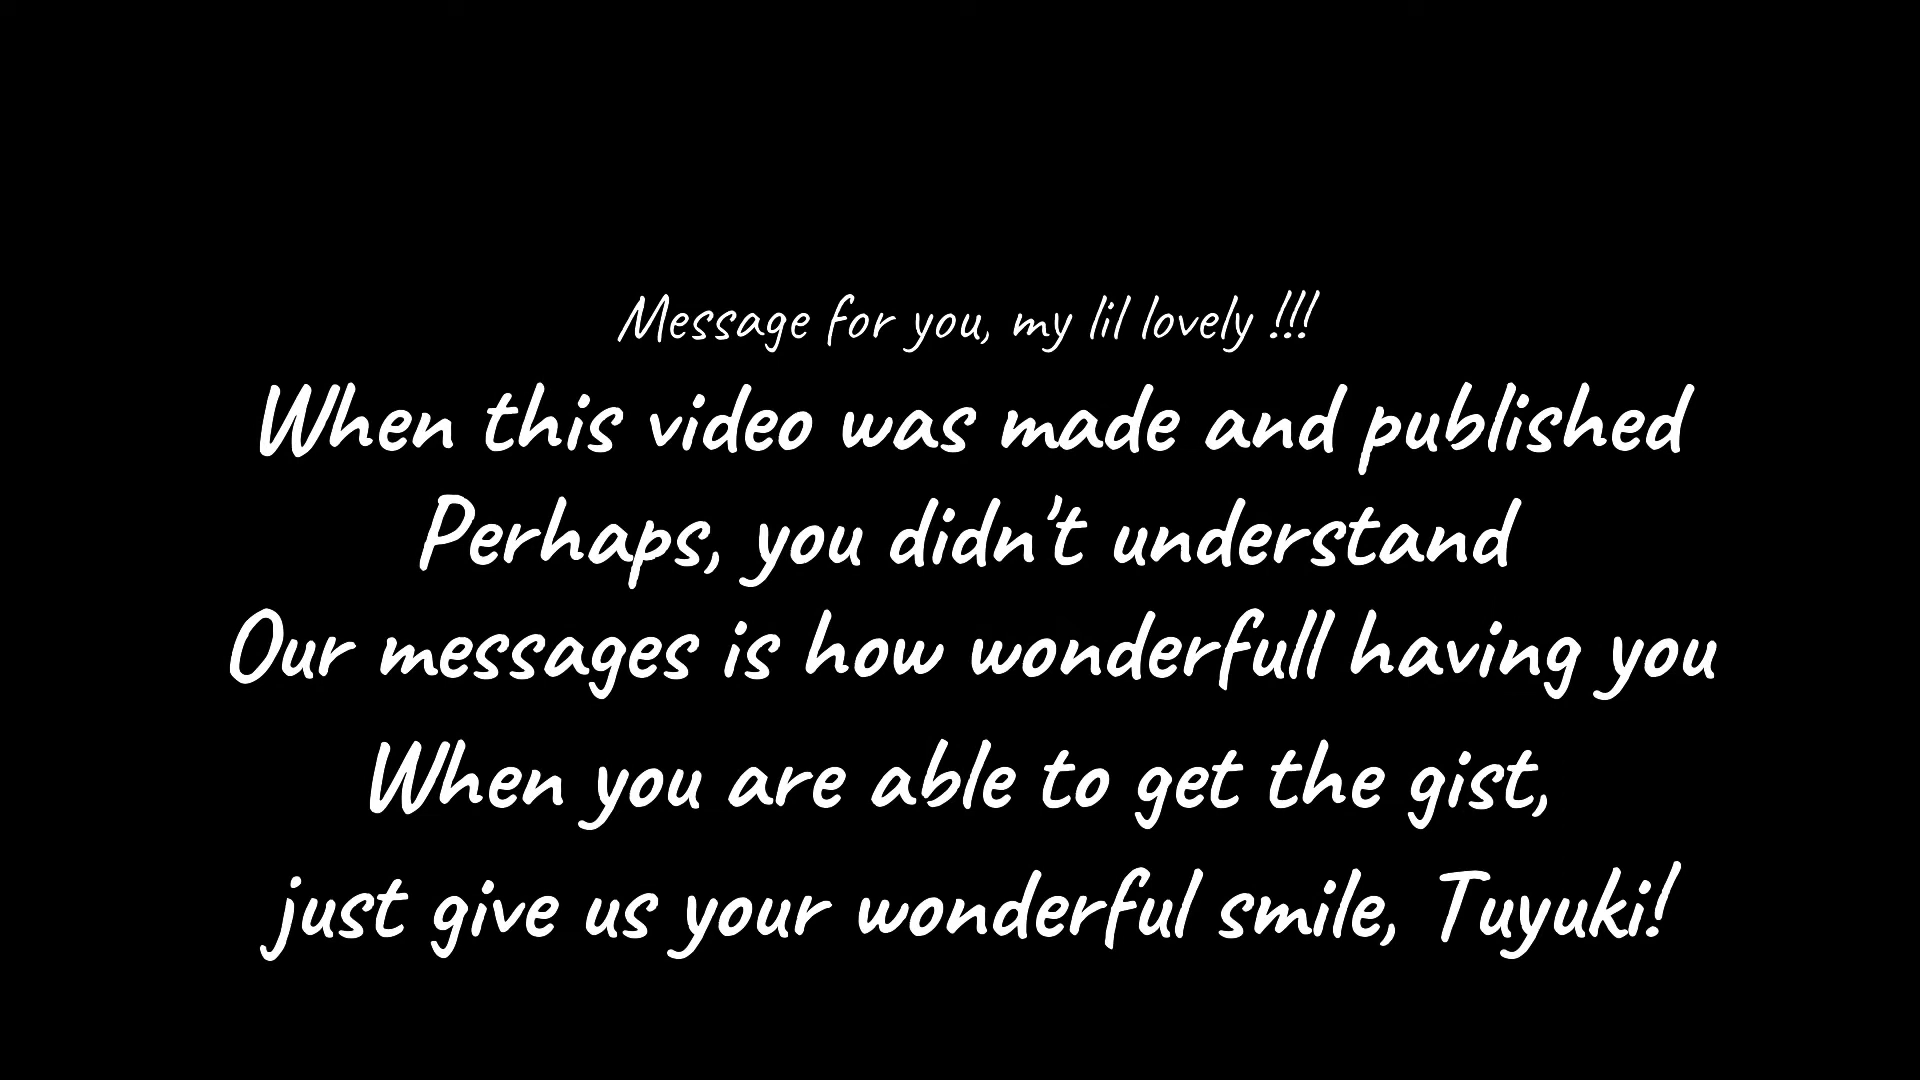 Message for you, my lil lovely !!!
When this video was made and published
Perhaps, you didn't understand
Our messages is how wonderfull having you
When you are able to get the gist,
just give us your wonderful smile, Tuyuki!